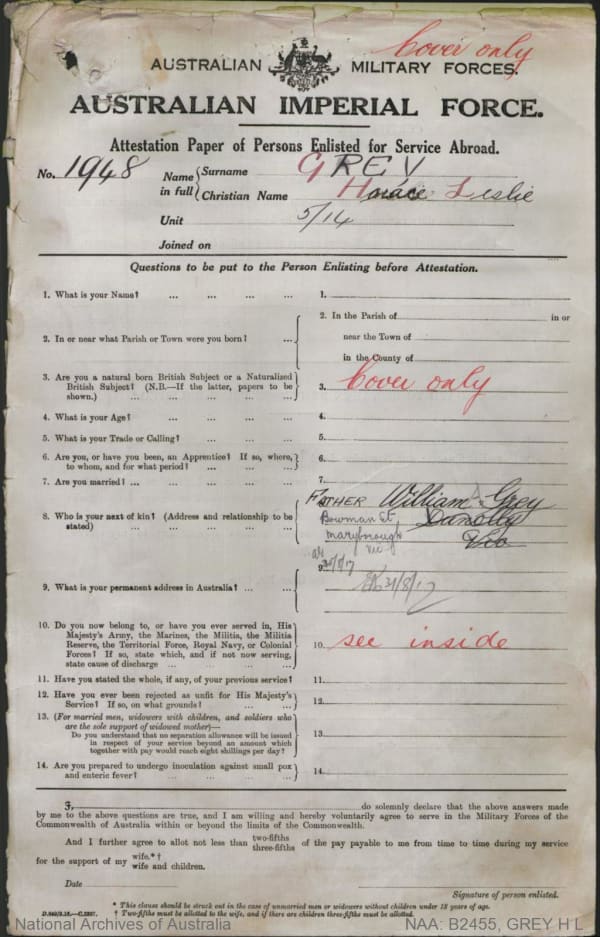 Cover only
AUSTRALIAN MILITARY FORCES.
AUSTRALIAN IMPERIAL FORCE.
Attestation Paper of Persons Enlisted for Service Abroad.
No. 1948
Name in full { Surname GREY
Christian Name Horace Leslie
Unit 5/14
Joined on
Questions to be put to the Person Enlisting before Attestation.
1. What is your Name? ... ... ... 1.
2. In or near what Parish or Town were you born? ... 2. In the Parish of in or
near the Town of
in the County of
3. Are you a natural born British Subject or a Naturalized
British Subject? (N.B.—If the latter, papers to be
shown.) ... ... ... ... 3. Cover only
4. What is your Age? ... ... ... 4.
5. What is your Trade or Calling? ... ... 5.
6. Are you, or have you been, an Apprentice? If so, where,
to whom, and for what period? ... ... 6.
7. Are you married? ... ... ... ... 7.
8. Who is your next of kin? (Address and relationship to be
stated) ... ... ... ... 8.
FATHER William Grey
Bowman St, Dunolly
Maryborough Vic
Vic
9. What is your permanent address in Australia? ... ... 9.
31/8/17
10. Do you now belong to, or have you ever served in, His
Majesty's Army, the Marines, the Militia, the Militia
Reserve, the Territorial Force, Royal Navy, or Colonial
Forces? If so, state which, and if not now serving,
state cause of discharge ... ... ... 10. see inside
11. Have you stated the whole, if any, of your previous service? 11.
12. Have you ever been rejected as unfit for His Majesty's
Service? If so, on what grounds? ... ... 12.
13. (For married men, widowers with children, and soldiers who
are the sole support of widowed mother)—
Do you understand that no separation allowance will be issued
in respect of your service beyond an amount which
together with pay would reach eight shillings per day? 13.
14. Are you prepared to undergo inoculation against small pox
and enteric fever? ... ... ... ... 14.
I, do solemnly declare that the above answers made
by me to the above questions are true, and I am willing and hereby voluntarily agree to serve in the Military Forces of the
Commonwealth of Australia within or beyond the limits of the Commonwealth.
And I further agree to allot not less than two-fifths three-fifths of the pay payable to me from time to time during my service
for the support of my wife.*† wife and children.
Date
Signature of person enlisted.
* This clause should be struck out in the case of unmarried men or widowers without children under 18 years of age.
† Two-fifths must be allotted to the wife, and if there are children three-fifths must be allotted.
National Archives of Australia NAA: B2455, GREY H L